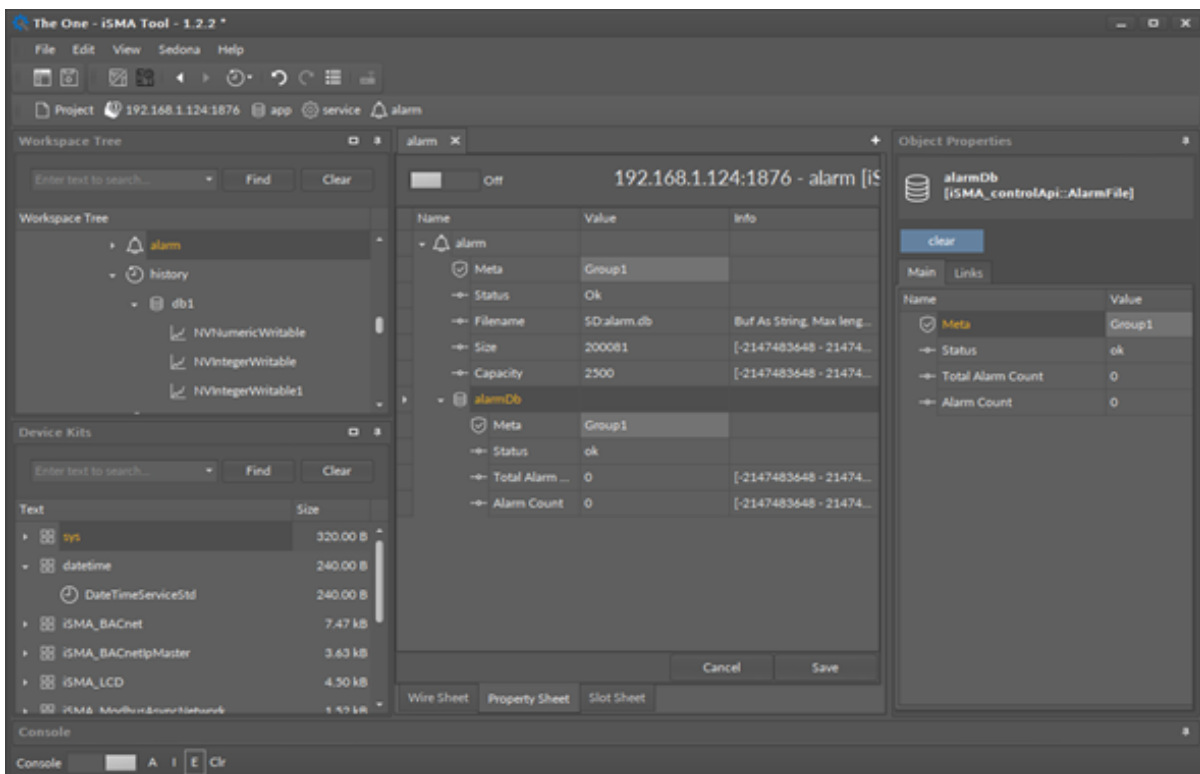 The One - iSMA Tool - 1.2.2 *
File Edit View Sedona Help
Project 192.168.1.124:1876 app service alarm
Workspace Tree
Enter text to search... Find Clear
Workspace Tree
alarm
history
db1
NVNumericWritable
NVIntegerWritable
NVIntegerWritable1
Device Kits
Enter text to search... Find Clear
Text Size
sys 320.00 B
datetime 240.00 B
DateTimeServiceStd 240.00 B
iSMA_BACnet 7.47 kB
iSMA_BACnetIpMaster 3.63 kB
iSMA_LCD 4.50 kB
iSMA_ModbusAsyncNetwork 1.52 kB
alarm
Off 192.168.1.124:1876 - alarm [iS
Name Value Info
alarm
Meta Group1
Status Ok
Filename SD:alarm.db Buf As String, Max leng...
Size 200081 [-2147483648 - 21474...
Capacity 2500 [-2147483648 - 21474...
alarmDb
Meta Group1
Status ok
Total Alarm ... 0 [-2147483648 - 21474...
Alarm Count 0 [-2147483648 - 21474...
Cancel Save
Wire Sheet Property Sheet Slot Sheet
Object Properties
alarmDb
[iSMA_controlApi::AlarmFile]
clear
Main Links
Name Value
Meta Group1
Status ok
Total Alarm Count 0
Alarm Count 0
Console
Console A I E Clr